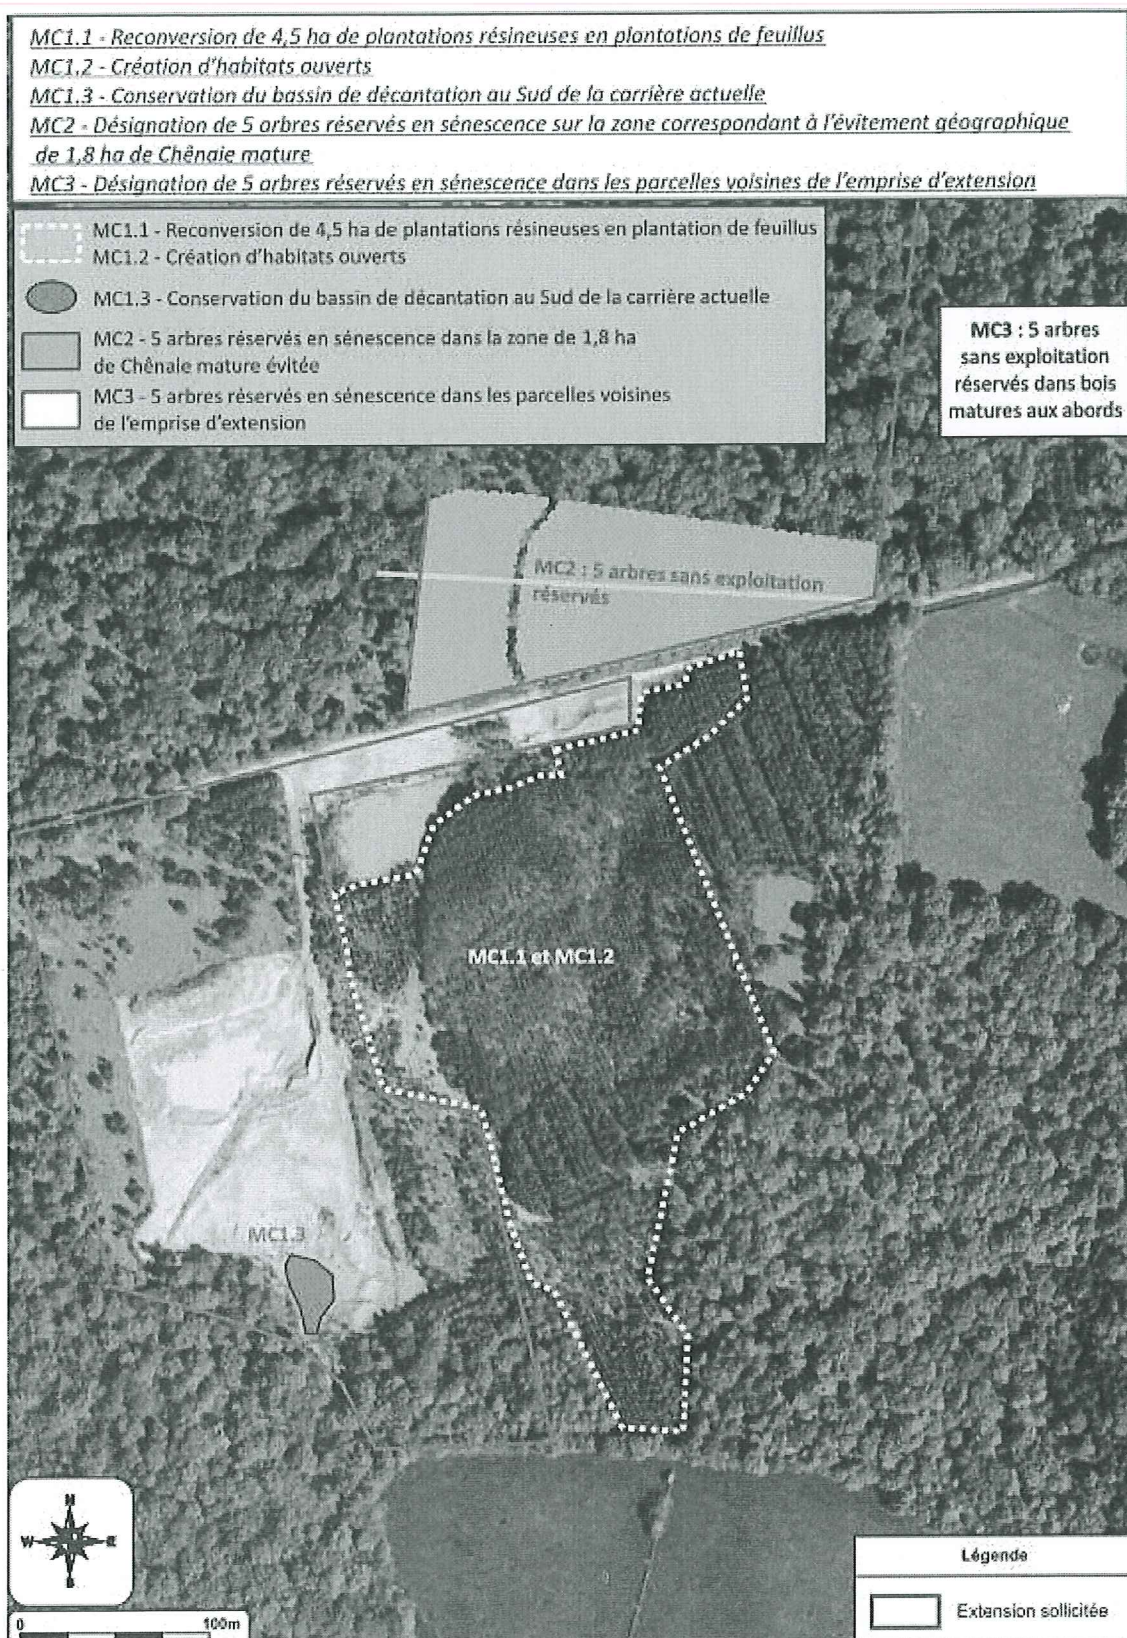 MC1.1 - Reconversion de 4,5 ha de plantations résineuses en plantations de feuillus
MC1.2 - Création d'habitats ouverts
MC1.3 - Conservation du bassin de décantation au Sud de la carrière actuelle
MC2 - Désignation de 5 arbres réservés en sénescence sur la zone correspondant à l'évitement géographique
de 1,8 ha de Chênaie mature
MC3 - Désignation de 5 arbres réservés en sénescence dans les parcelles voisines de l'emprise d'extension
MC1.1 - Reconversion de 4,5 ha de plantations résineuses en plantation de feuillus
MC1.2 - Création d'habitats ouverts
MC1.3 - Conservation du bassin de décantation au Sud de la carrière actuelle
MC2 - 5 arbres réservés en sénescence dans la zone de 1,8 ha
de Chênaie mature évitée
MC3 - 5 arbres réservés en sénescence dans les parcelles voisines
de l'emprise d'extension
MC3 : 5 arbres
sans exploitation
réservés dans bois
matures aux abords
MC2 : 5 arbres sans exploitation
réservés
MC1.1 et MC1.2
MC1.3
N
W E
S
0 100m
Légende
Extension sollicitée